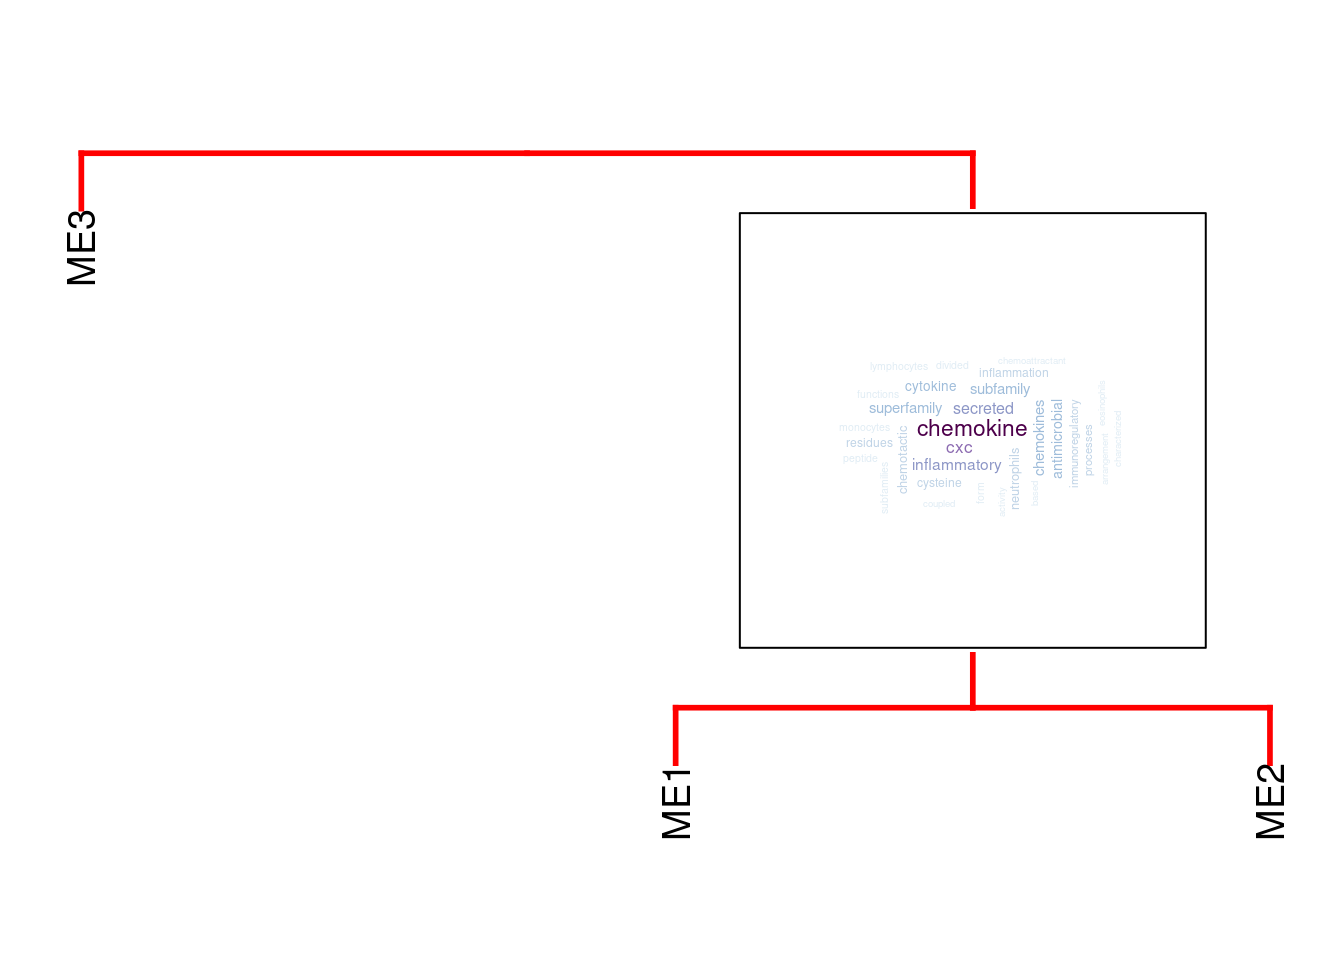 ME3
chemoattractant
lymphocytes
divided
inflammation
cytokine
subfamily
functions
superfamily
secreted
chemokine
monocytes
residues
cxc
peptide
inflammatory
chemotactic
cysteine
subfamilies
coupled
form
activity
neutrophils
based
chemokines
antimicrobial
immunoregulatory
processes
eosinophils
arrangement
characterized
ME1
ME2